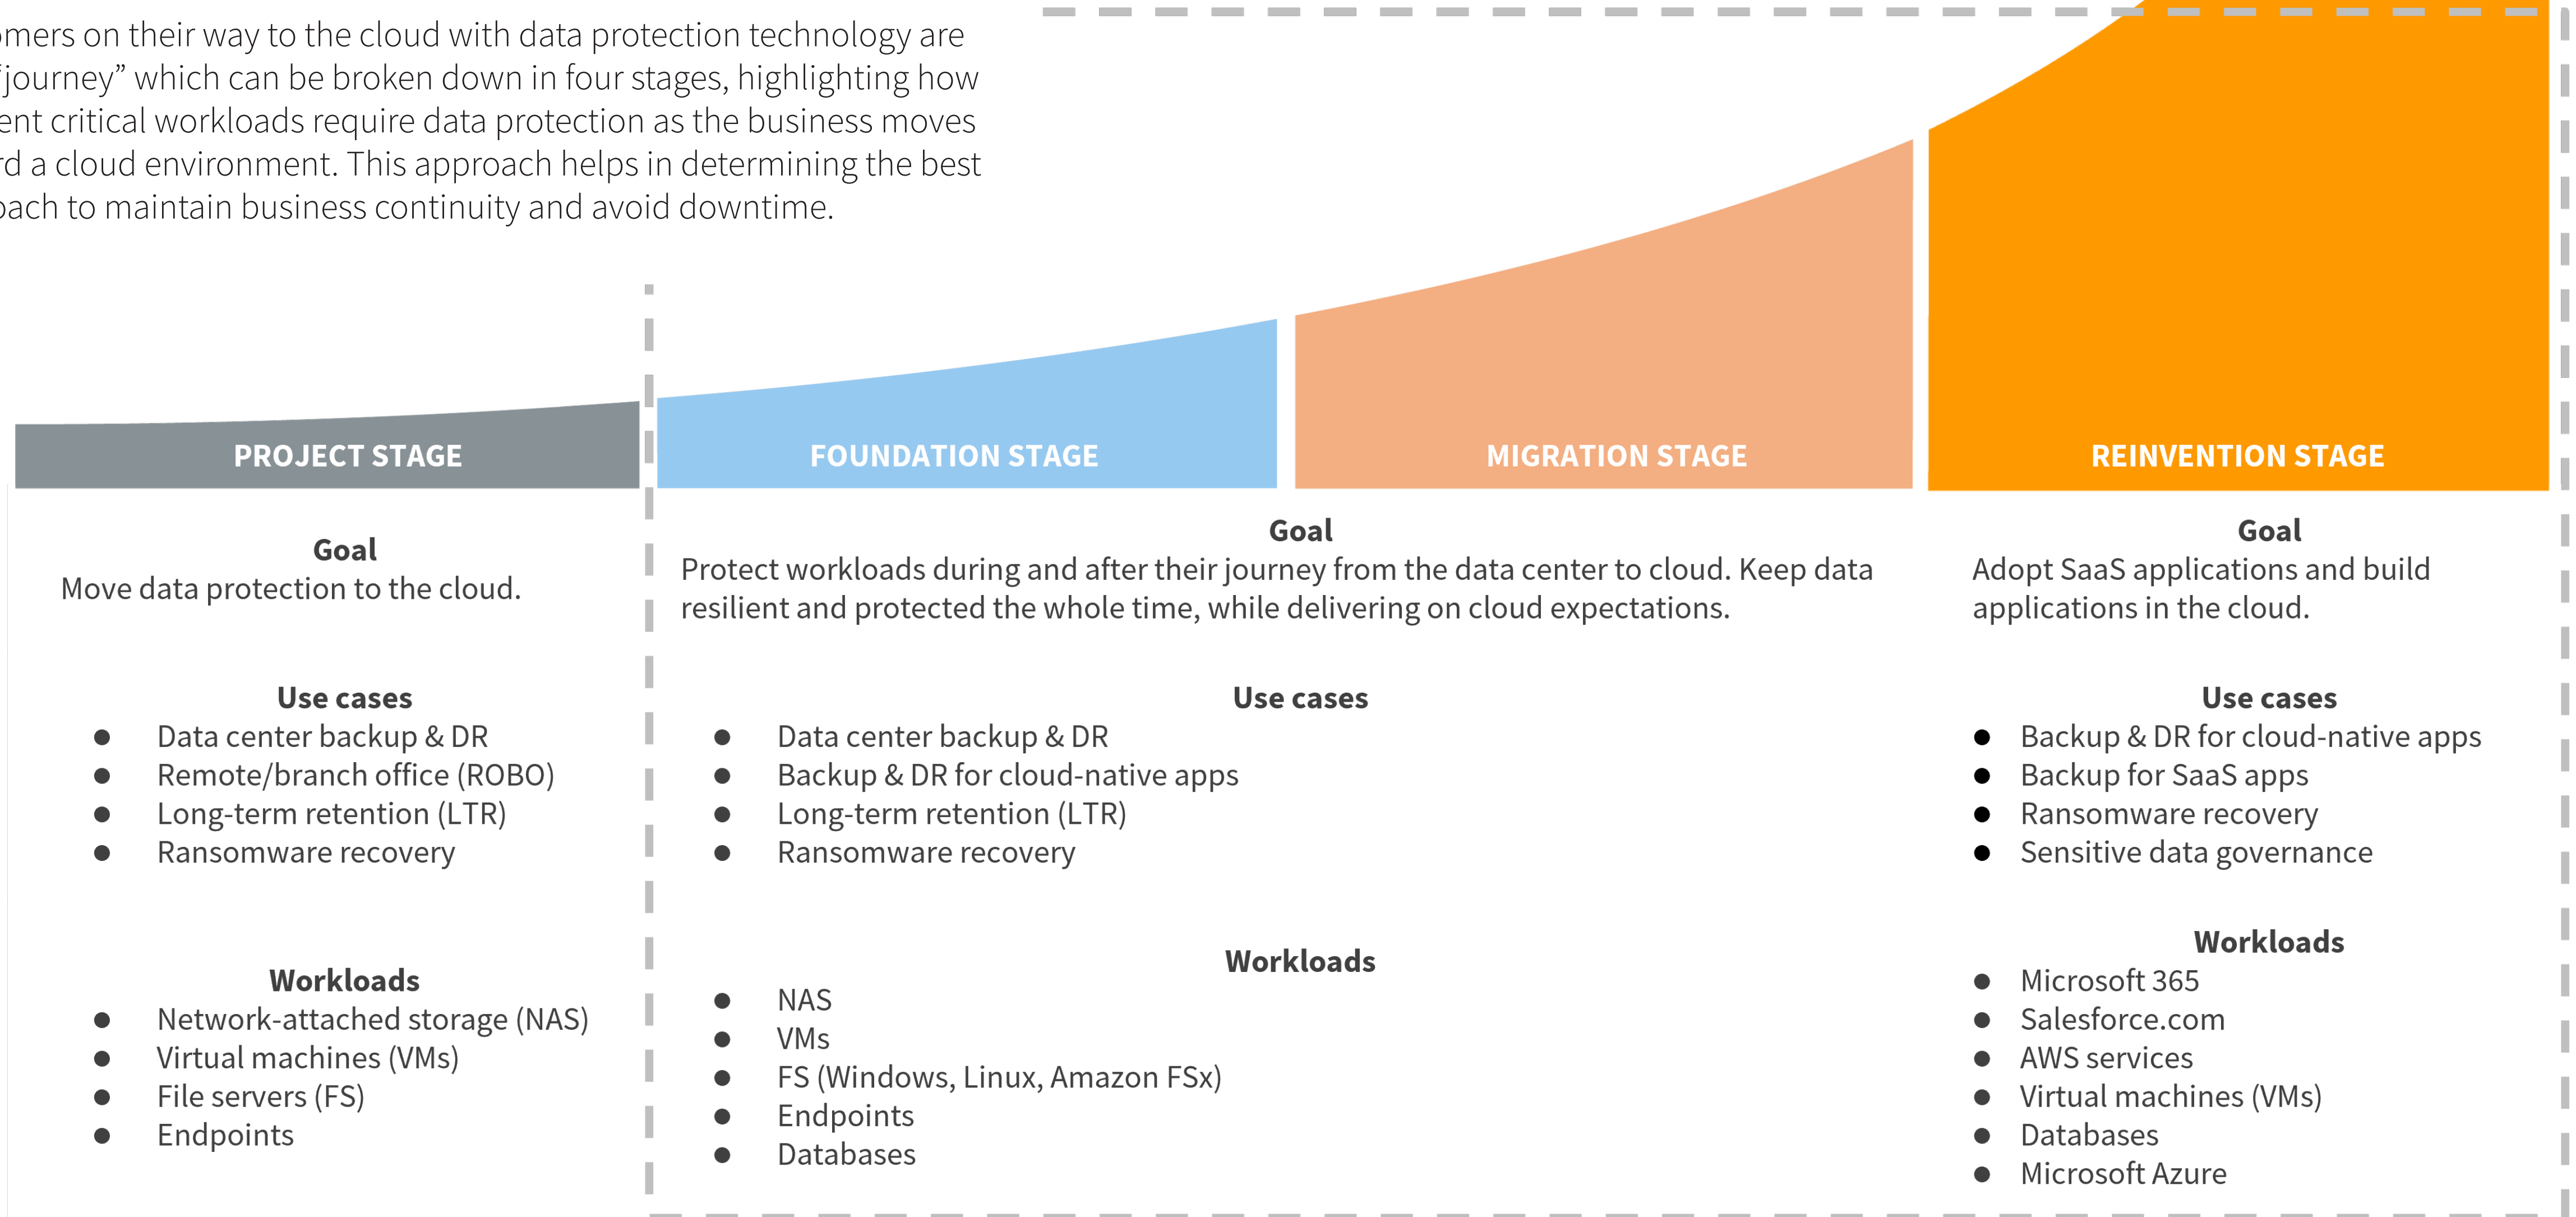 omers on their way to the cloud with data protection technology are
“journey” which can be broken down in four stages, highlighting how
ent critical workloads require data protection as the business moves
rd a cloud environment. This approach helps in determining the best
oach to maintain business continuity and avoid downtime.
PROJECT STAGE
FOUNDATION STAGE
MIGRATION STAGE
REINVENTION STAGE
Goal
Move data protection to the cloud.
Use cases
● Data center backup & DR
● Remote/branch office (ROBO)
● Long-term retention (LTR)
● Ransomware recovery
Workloads
● Network-attached storage (NAS)
● Virtual machines (VMs)
● File servers (FS)
● Endpoints
Goal
Protect workloads during and after their journey from the data center to cloud. Keep data
resilient and protected the whole time, while delivering on cloud expectations.
Use cases
● Data center backup & DR
● Backup & DR for cloud-native apps
● Long-term retention (LTR)
● Ransomware recovery
Workloads
● NAS
● VMs
● FS (Windows, Linux, Amazon FSx)
● Endpoints
● Databases
Goal
Adopt SaaS applications and build
applications in the cloud.
Use cases
● Backup & DR for cloud-native apps
● Backup for SaaS apps
● Ransomware recovery
● Sensitive data governance
Workloads
● Microsoft 365
● Salesforce.com
● AWS services
● Virtual machines (VMs)
● Databases
● Microsoft Azure